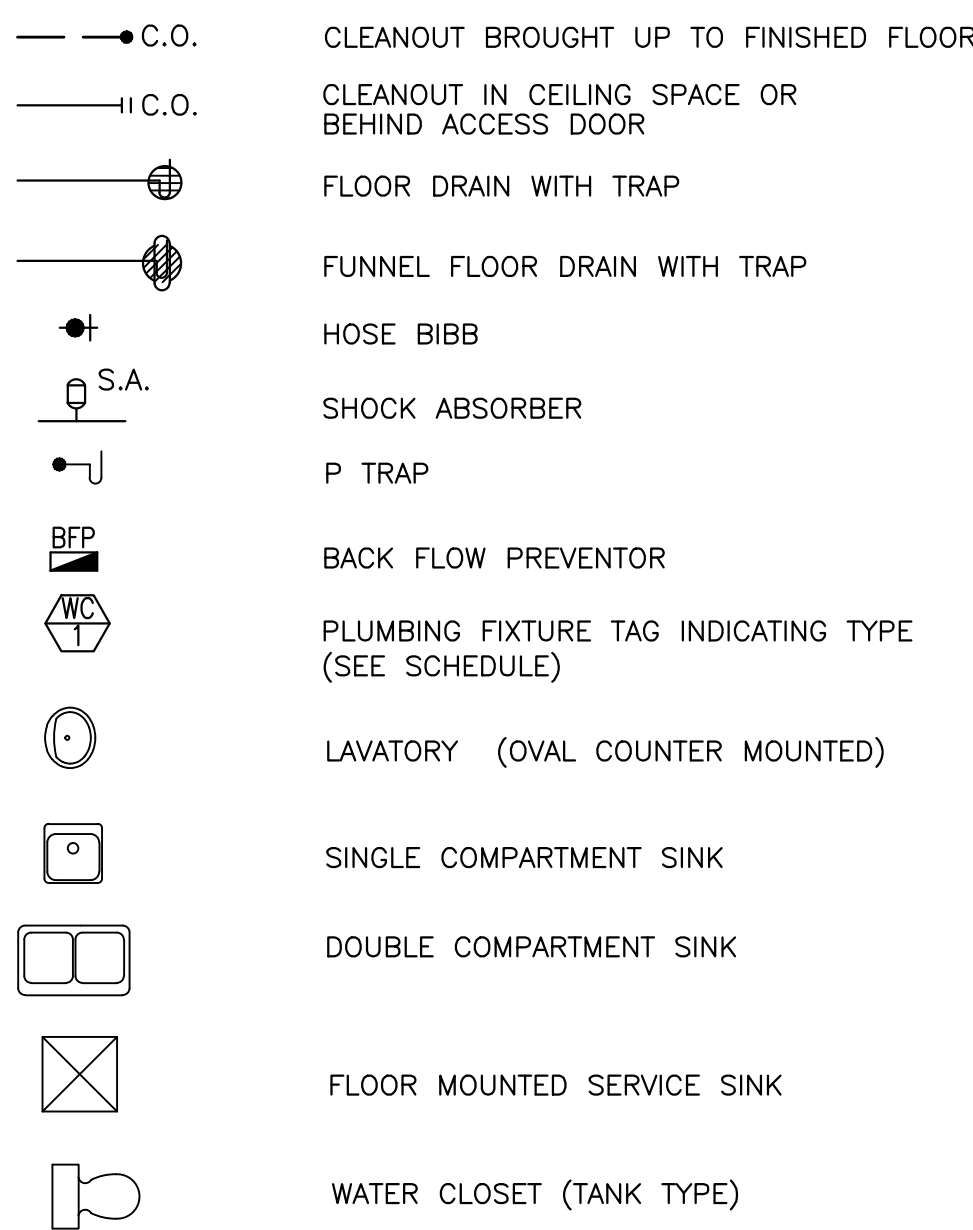 C.O. CLEANOUT BROUGHT UP TO FINISHED FLOOR
C.O. CLEANOUT IN CEILING SPACE OR
BEHIND ACCESS DOOR
FLOOR DRAIN WITH TRAP
FUNNEL FLOOR DRAIN WITH TRAP
HOSE BIBB
S.A.
SHOCK ABSORBER
P TRAP
BFP
BACK FLOW PREVENTOR
WC
1
PLUMBING FIXTURE TAG INDICATING TYPE
(SEE SCHEDULE)
LAVATORY (OVAL COUNTER MOUNTED)
SINGLE COMPARTMENT SINK
DOUBLE COMPARTMENT SINK
FLOOR MOUNTED SERVICE SINK
WATER CLOSET (TANK TYPE)